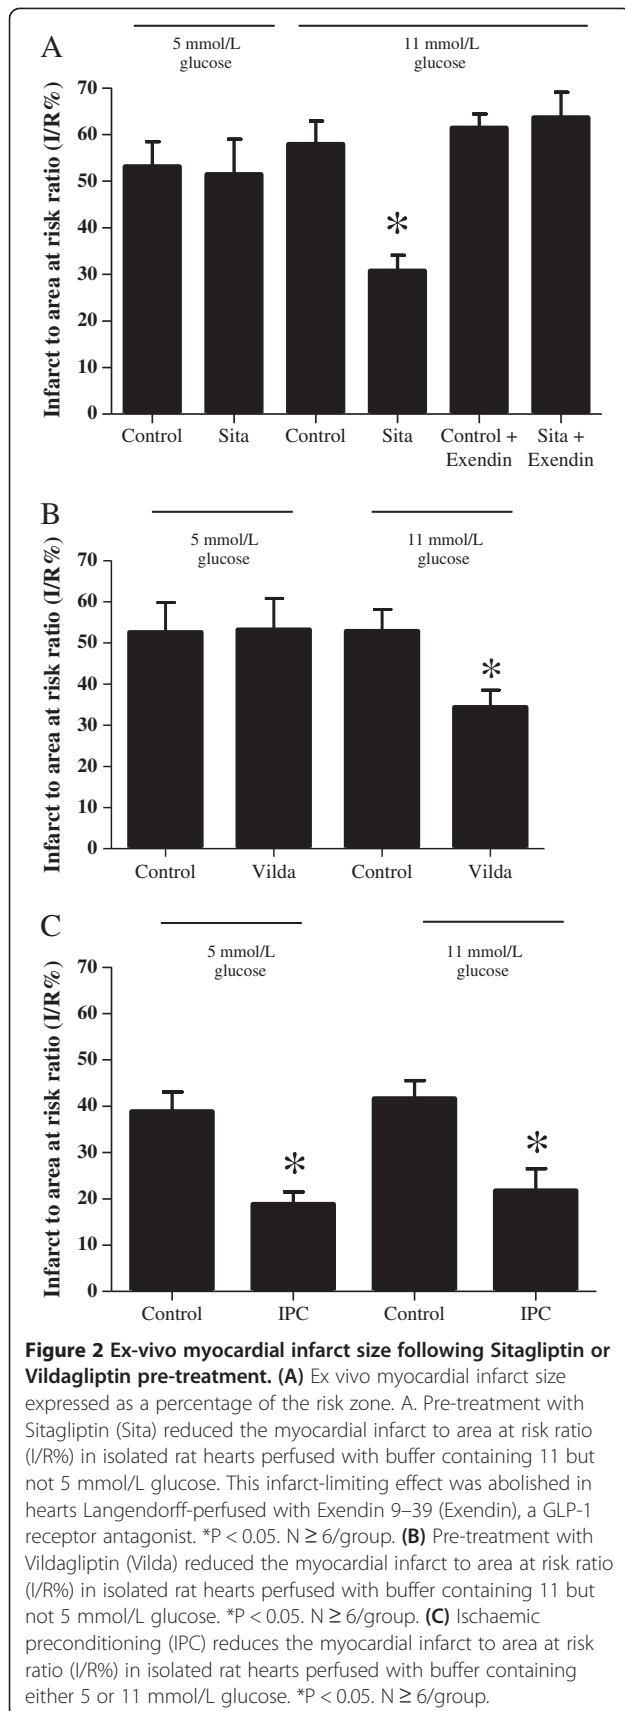 A
5 mmol/L
glucose
11 mmol/L
glucose
Infarct to area at risk ratio (I/R%)
70
60
50
40
30
20
10
0
*
Control
Sita
Control
Sita
Control +
Exendin
Sita +
Exendin
B
5 mmol/L
glucose
11 mmol/L
glucose
Infarct to area at risk ratio (I/R%)
70
60
50
40
30
20
10
0
*
Control
Vilda
Control
Vilda
C
5 mmol/L
glucose
11 mmol/L
glucose
Infarct to area at risk ratio (I/R%)
70
60
50
40
30
20
10
0
*
*
Control
IPC
Control
IPC
Figure 2 Ex-vivo myocardial infarct size following Sitagliptin or
Vildagliptin pre-treatment. (A) Ex vivo myocardial infarct size
expressed as a percentage of the risk zone. A. Pre-treatment with
Sitagliptin (Sita) reduced the myocardial infarct to area at risk ratio
(I/R%) in isolated rat hearts perfused with buffer containing 11 but
not 5 mmol/L glucose. This infarct-limiting effect was abolished in
hearts Langendorff-perfused with Exendin 9–39 (Exendin), a GLP-1
receptor antagonist. *P < 0.05. N ≥ 6/group. (B) Pre-treatment with
Vildagliptin (Vilda) reduced the myocardial infarct to area at risk ratio
(I/R%) in isolated rat hearts perfused with buffer containing 11 but
not 5 mmol/L glucose. *P < 0.05. N ≥ 6/group. (C) Ischaemic
preconditioning (IPC) reduces the myocardial infarct to area at risk
ratio (I/R%) in isolated rat hearts perfused with buffer containing
either 5 or 11 mmol/L glucose. *P < 0.05. N ≥ 6/group.